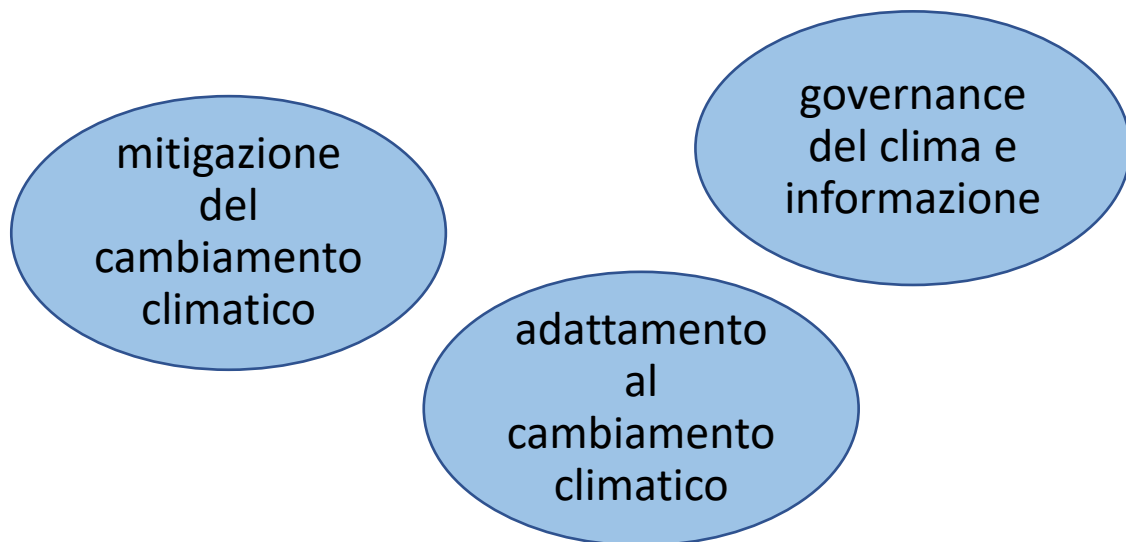 mitigazione
del
cambiamento
climatico
adattamento
al
cambiamento
climatico
governance
del clima e
informazione